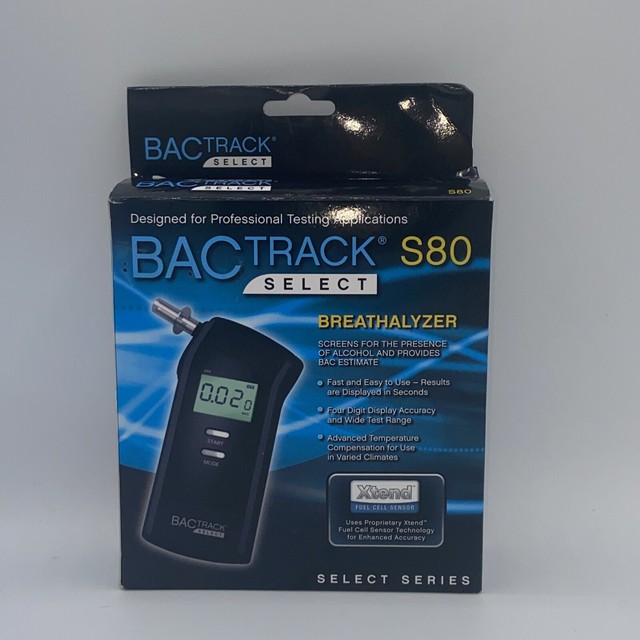 BACTRACK®
SELECT
BACTRACK
SELECT
S80
Designed for Professional Testing Applications
BACTRACK® S80
SELECT
BREATHALYZER
SCREENS FOR THE PRESENCE
OF ALCOHOL AND PROVIDES
BAC ESTIMATE
Fast and Easy to Use – Results
are Displayed in Seconds
Four Digit Display Accuracy
and Wide Test Range
Advanced Temperature
Compensation for Use
in Varied Climates
0.020
START
MODE
BACTRACK
SELECT
Xtend
FUEL CELL SENSOR
Uses Proprietary Xtend™
Fuel Cell Sensor Technology
for Enhanced Accuracy
SELECT SERIES